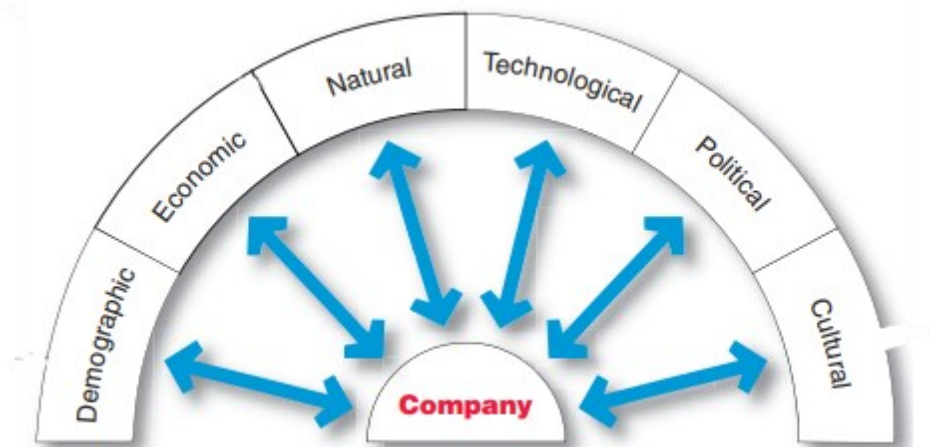 Demographic
Economic
Natural
Technological
Political
Cultural
Company